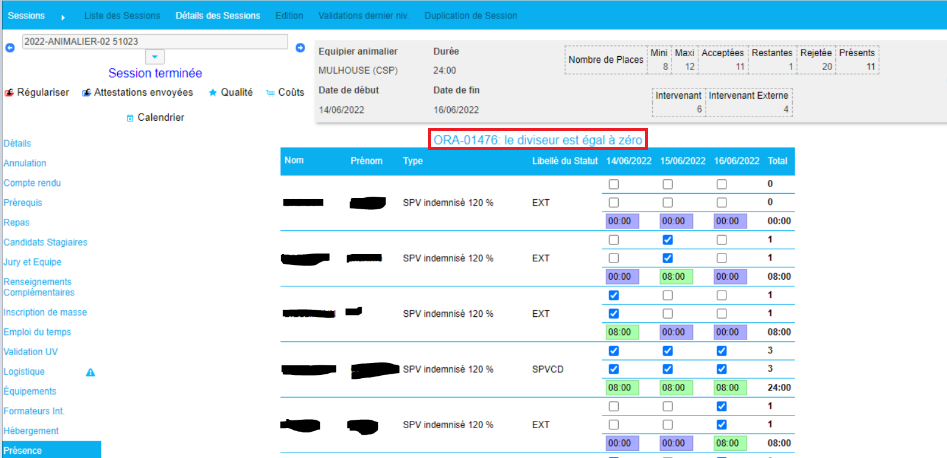 Sessions Liste des Sessions Détails des Sessions Edition Validations dernier niv. Duplication de Session
2022-ANIMALIER-02 51023
Session terminée
Régulariser Attestations envoyées Qualité Coûts
Calendrier
Equipier animalier Durée
MULHOUSE (CSP) 24:00
Date de début Date de fin
14/06/2022 16/06/2022
Nombre de Places Mini Maxi Acceptées Restantes Rejetée Présents
8 12 11 1 20 11
Intervenant Intervenant Externe
6 4
Détails
Annulation
Compte rendu
Prérequis
Repas
Candidats Stagiaires
Jury et Equipe
Renseignements
Complémentaires
Inscription de masse
Emploi du temps
Validation UV
Logistique
Équipements
Formateurs Int.
Hébergement
Présence
ORA-01476: le diviseur est égal à zéro
Nom Prénom Type Libellé du Statut 14/06/2022 15/06/2022 16/06/2022 Total
0
SPV indemnisé 120 % EXT 0
00:00 00:00 00:00 00:00
1
SPV indemnisé 120 % EXT 1
00:00 08:00 00:00 08:00
1
SPV indemnisé 120 % EXT 1
08:00 00:00 00:00 08:00
3
SPV indemnisé 120 % SPVCD 3
08:00 08:00 08:00 24:00
1
SPV indemnisé 120 % EXT 1
00:00 00:00 08:00 08:00